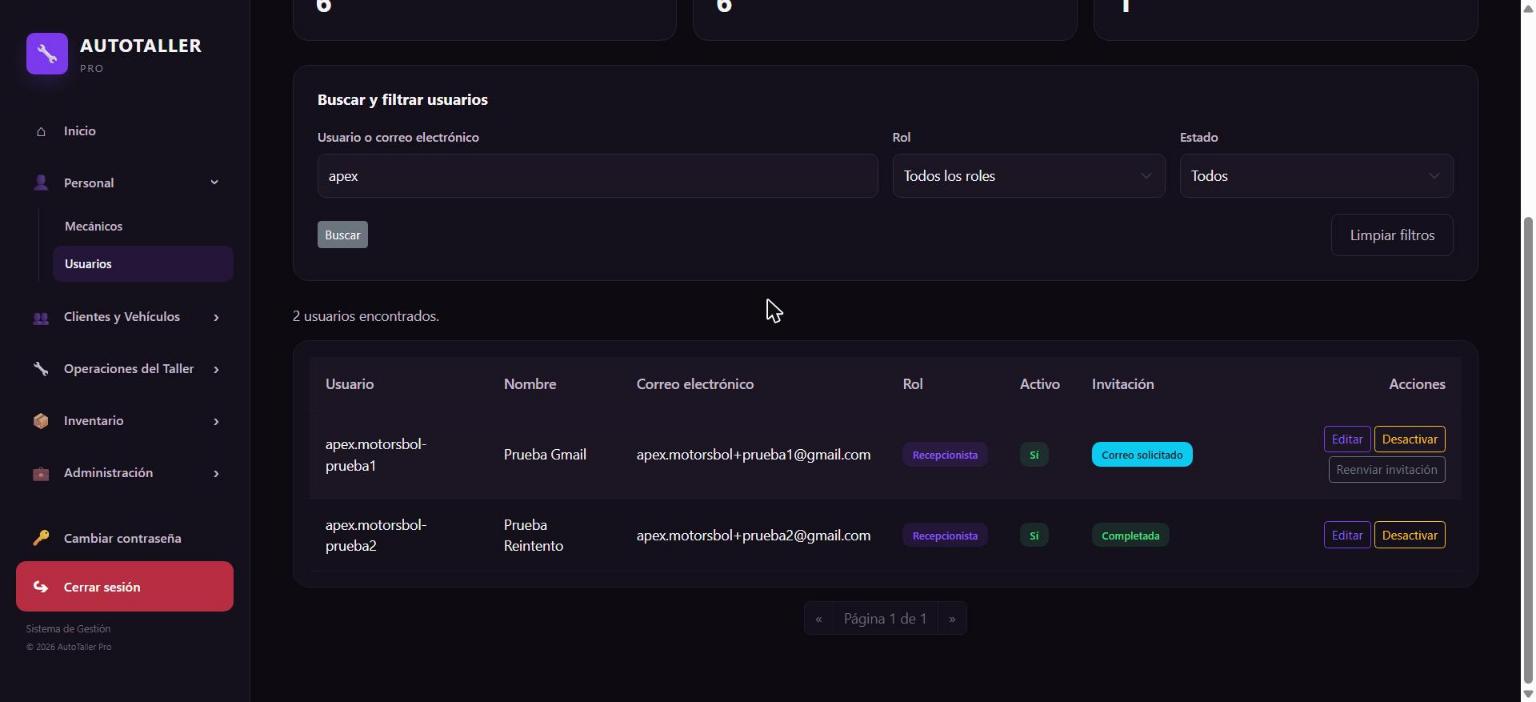 AUTOTALLER
PRO
Inicio
Personal
Mecánicos
Usuarios
Clientes y Vehículos
Operaciones del Taller
Inventario
Administración
Cambiar contraseña
Cerrar sesión
Sistema de Gestión
© 2026 AutoTaller Pro
Buscar y filtrar usuarios
Usuario o correo electrónico
Rol
Estado
apex
Todos los roles
Todos
Buscar
Limpiar filtros
2 usuarios encontrados.
Usuario Nombre Correo electrónico Rol Activo Invitación Acciones
apex.motorsbol-
prueba1
Prueba Gmail
apex.motorsbol+prueba1@gmail.com
Recepcionista
Sí
Correo solicitado
Editar
Desactivar
Reenviar invitación
apex.motorsbol-
prueba2
Prueba
Reintento
apex.motorsbol+prueba2@gmail.com
Recepcionista
Sí
Completada
Editar
Desactivar
« Página 1 de 1 »